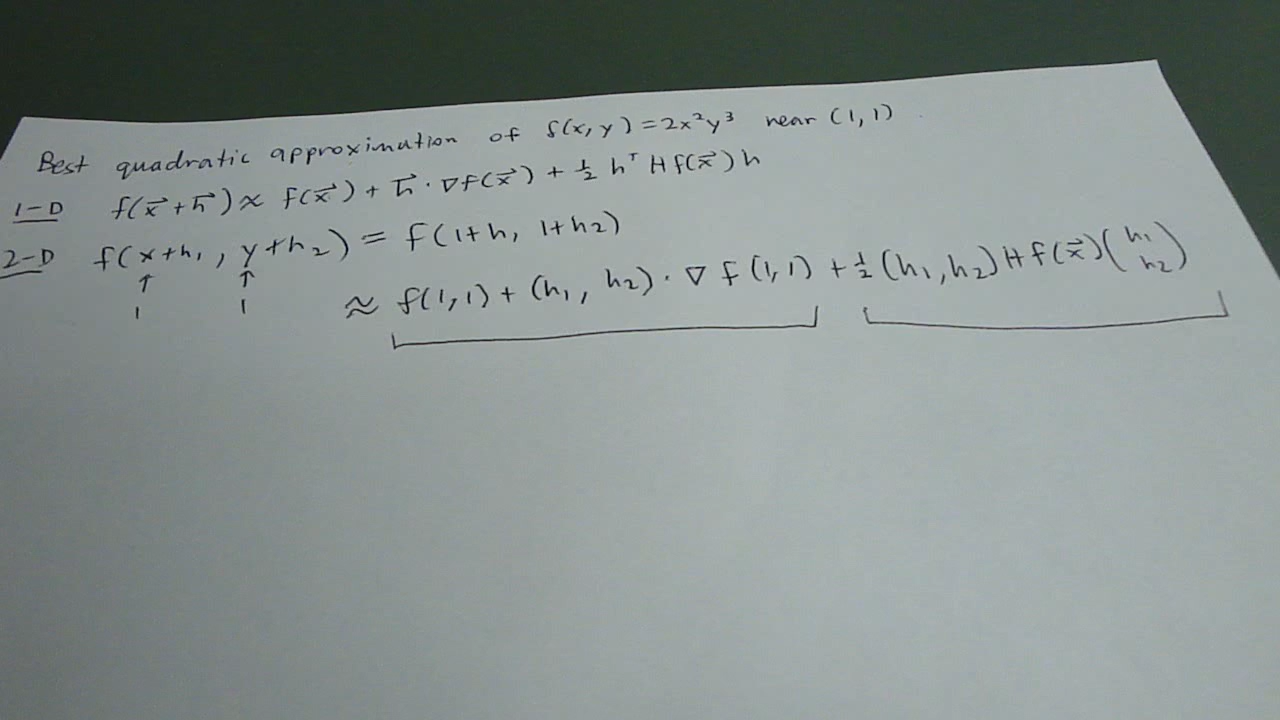 Best quadratic approximation of f(x,y)=2x²y³ near (1,1)
1-D f(x⃗+h⃗)≈ f(x⃗)+h⃗·∇f(x⃗)+½ hᵀ Hf(x⃗)h
2-D f(x+h₁, y+h₂) = f(1+h, 1+h₂)
↑ ↑
1 1
≈ f(1,1)+(h₁, h₂)·∇f(1,1)+½(h₁,h₂)Hf(x⃗)(h₁ h₂)